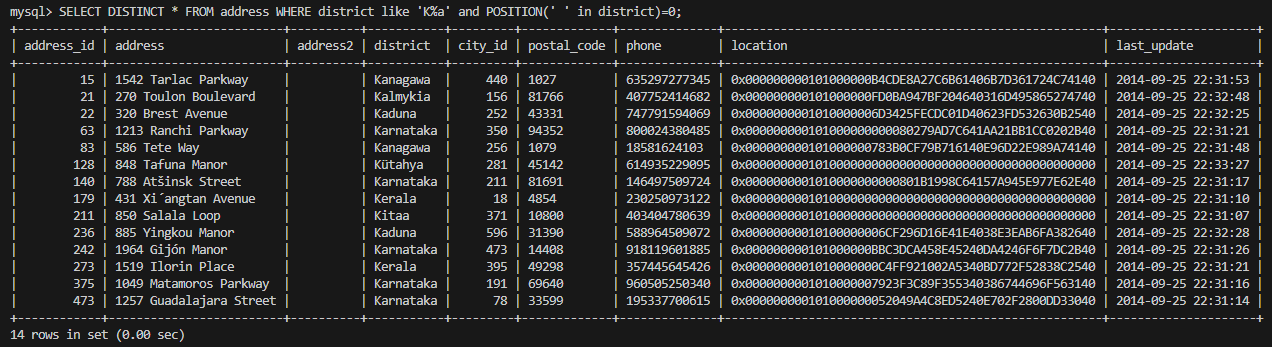 mysql> SELECT DISTINCT * FROM address WHERE district like 'K%a' and POSITION(' ' in district)=0;
| address_id | address | address2 | district | city_id | postal_code | phone | location | last_update |
| 15 | 1542 Tarlac Parkway | | Kanagawa | 440 | 1027 | 635297277345 | 0x000000000101000000B4CDE8A27C6B61406B7D361724C74140 | 2014-09-25 22:31:53 |
| 21 | 270 Toulon Boulevard | | Kalmykia | 156 | 81766 | 407752414682 | 0x000000000101000000FD0BA947BF204640316D495865274740 | 2014-09-25 22:32:48 |
| 22 | 320 Brest Avenue | | Kaduna | 252 | 43331 | 747791594069 | 0x0000000001010000006D3425FECDC01D40623FD532630B2540 | 2014-09-25 22:32:25 |
| 63 | 1213 Ranchi Parkway | | Karnataka | 350 | 94352 | 800024380485 | 0x0000000001010000000080279AD7C641AA21BB1CC0202B40 | 2014-09-25 22:31:21 |
| 83 | 586 Tete Way | | Kanagawa | 256 | 1079 | 18581624103 | 0x000000000101000000783B0CF79B716140E96D22E989A74140 | 2014-09-25 22:31:48 |
| 128 | 848 Tafuna Manor | | Kütahya | 281 | 45142 | 614935229095 | 0x00000000010100000000000000000000000000000000000000 | 2014-09-25 22:33:27 |
| 140 | 788 Atšinsk Street | | Karnataka | 211 | 81691 | 146497509724 | 0x0000000001010000000000801B1998C64157A945E977E62E40 | 2014-09-25 22:31:17 |
| 179 | 431 Xi´angtan Avenue | | Kerala | 18 | 4854 | 230250973122 | 0x00000000010100000000000000000000000000000000000000 | 2014-09-25 22:31:10 |
| 211 | 850 Salala Loop | | Kitaa | 371 | 10800 | 403404780639 | 0x00000000010100000000000000000000000000000000000000 | 2014-09-25 22:31:07 |
| 236 | 885 Yingkou Manor | | Kaduna | 596 | 31390 | 588964509072 | 0x0000000001010000006CF296D16E41E4038E3EAB6FA382640 | 2014-09-25 22:32:28 |
| 242 | 1964 Gijón Manor | | Karnataka | 473 | 14408 | 918119601885 | 0x000000000101000000BBC3DCA458E45240DA4246F6F7DC2B40 | 2014-09-25 22:31:26 |
| 273 | 1519 Ilorin Place | | Kerala | 395 | 49298 | 357445645426 | 0x000000000101000000C4FF921002A5340BD772F52838C2540 | 2014-09-25 22:31:21 |
| 375 | 1049 Matamoros Parkway | | Karnataka | 191 | 69640 | 960505250340 | 0x0000000001010000007923F3C89F355340386744696F563140 | 2014-09-25 22:31:16 |
| 473 | 1257 Guadalajara Street | | Karnataka | 78 | 33599 | 195337700615 | 0x00000000010100000052049A4C8ED5240E702F2800DD33040 | 2014-09-25 22:31:14 |
14 rows in set (0.00 sec)